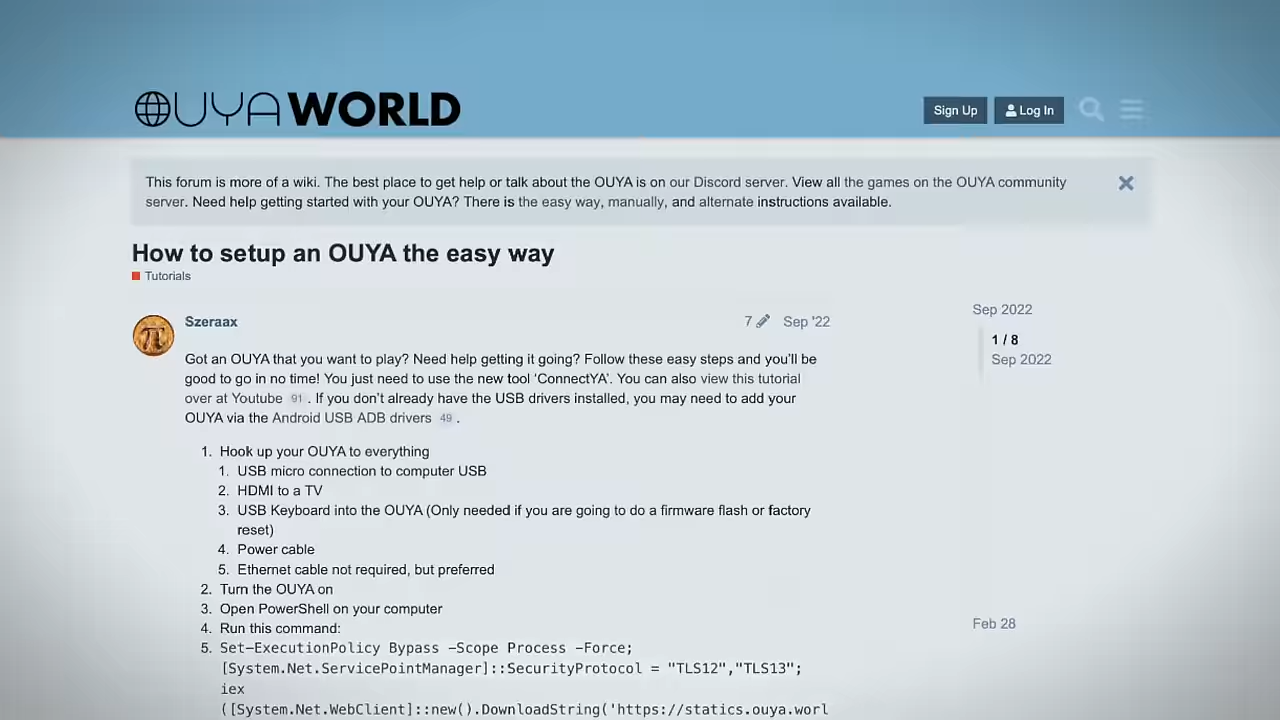 OUYA WORLD
Sign Up
Log In
This forum is more of a wiki. The best place to get help or talk about the OUYA is on our Discord server. View all the games on the OUYA community
server. Need help getting started with your OUYA? There is the easy way, manually, and alternate instructions available.
How to setup an OUYA the easy way
Tutorials
Szeraax
7
Sep '22
Sep 2022
1 / 8
Sep 2022
Got an OUYA that you want to play? Need help getting it going? Follow these easy steps and you’ll be
good to go in no time! You just need to use the new tool ‘ConnectYA’. You can also view this tutorial
over at Youtube 91 . If you don’t already have the USB drivers installed, you may need to add your
OUYA via the Android USB ADB drivers 49 .
1. Hook up your OUYA to everything
1. USB micro connection to computer USB
2. HDMI to a TV
3. USB Keyboard into the OUYA (Only needed if you are going to do a firmware flash or factory
reset)
4. Power cable
5. Ethernet cable not required, but preferred
2. Turn the OUYA on
3. Open PowerShell on your computer
4. Run this command:
Feb 28
5. Set-ExecutionPolicy Bypass -Scope Process -Force;
[System.Net.ServicePointManager]::SecurityProtocol = "TLS12","TLS13";
iex
([System.Net.WebClient]::new().DownloadString('https://statics.ouya.worl